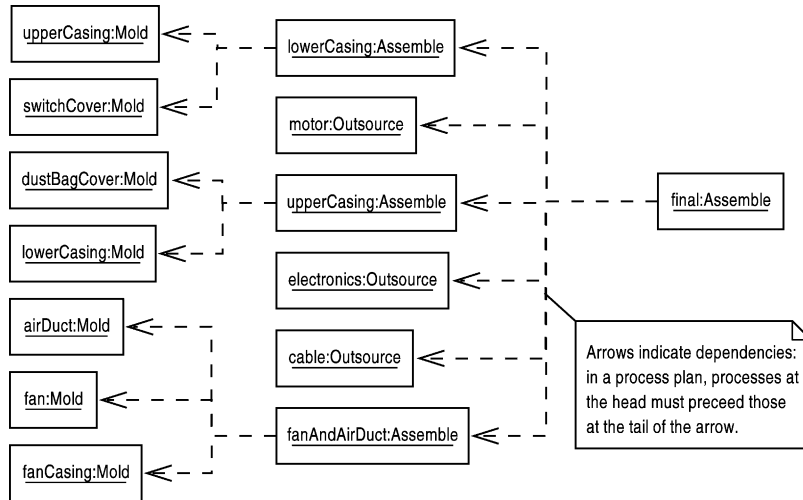 upperCasing:Mold
switchCover:Mold
dustBagCover:Mold
lowerCasing:Mold
airDuct:Mold
fan:Mold
fanCasing:Mold
lowerCasing:Assemble
motor:Outsource
upperCasing:Assemble
electronics:Outsource
cable:Outsource
fanAndAirDuct:Assemble
final:Assemble
Arrows indicate dependencies:
in a process plan, processes at
the head must preceed those
at the tail of the arrow.